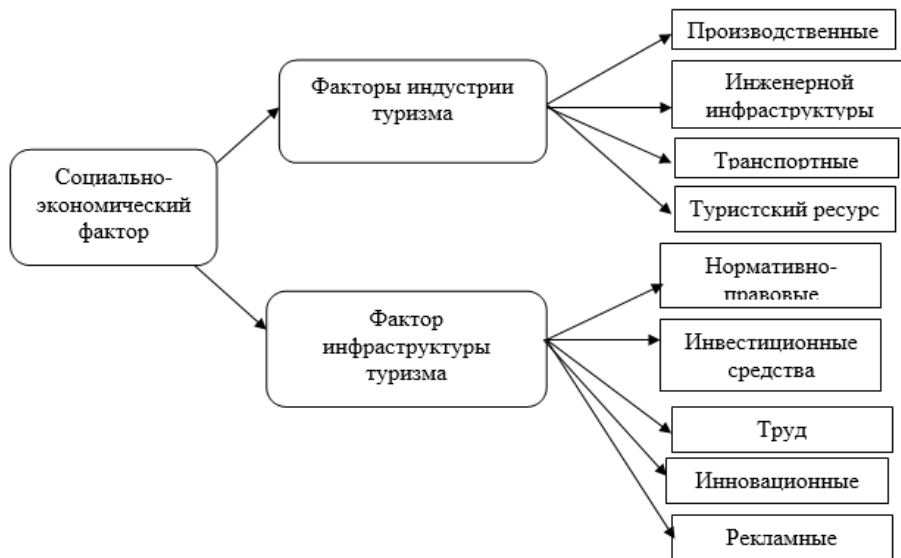 Социально-
экономический
фактор
Факторы индустрии
туризма
Производственные
Инженерной
инфраструктуры
Транспортные
Туристский ресурс
Фактор
инфраструктуры
туризма
Нормативно-
правовые
Инвестиционные
средства
Труд
Инновационные
Рекламные